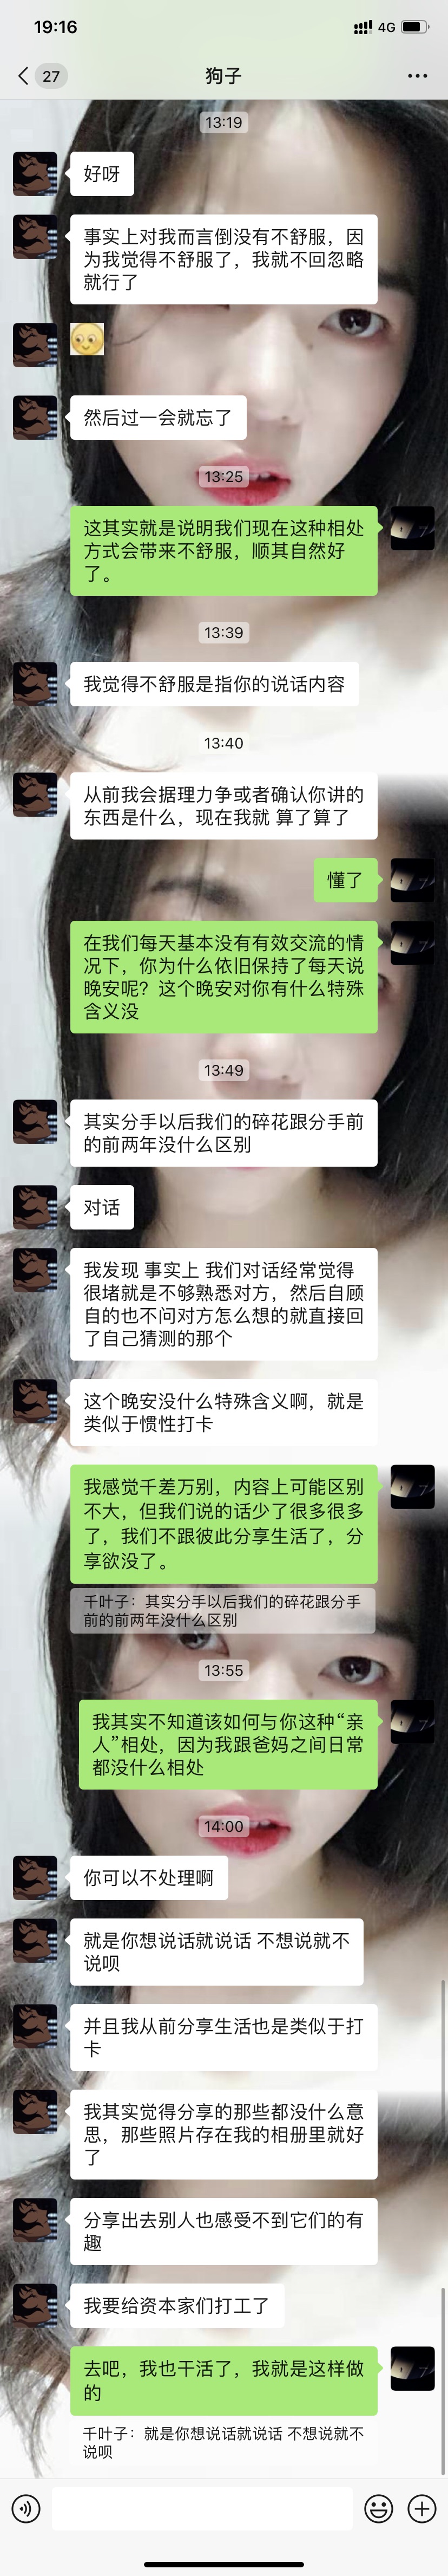 19:16
4G
27
狗子
13:19
好呀
事实上对我而言倒没有不舒服，因
为我觉得不舒服了，我就不回忽略
就行了
然后过一会就忘了
13:25
这其实就是说明我们现在这种相处
方式会带来不舒服，顺其自然好
了。
13:39
我觉得不舒服是指你的说话内容
13:40
从前我会据理力争或者确认你讲的
东西是什么，现在我就 算了算了
懂了
在我们每天基本没有有效交流的情
况下，你为什么依旧保持了每天说
晚安呢？这个晚安对你有什么特殊
含义没
13:49
其实分手以后我们的碎花跟分手前
的前两年没什么区别
对话
我发现 事实上 我们对话经常觉得
很堵就是不够熟悉对方，然后自顾
自的也不问对方怎么想的就直接回
了自己猜测的那个
这个晚安没什么特殊含义啊，就是
类似于惯性打卡
我感觉千差万别，内容上可能区别
不大，但我们说的话少了很多很多
了，我们不跟彼此分享生活了，分
享欲没了。
千叶子：其实分手以后我们的碎花跟分手
前的前两年没什么区别
13:55
我其实不知道该如何与你这种“亲
人”相处，因为我跟爸妈之间日常
都没什么相处
14:00
你可以不处理啊
就是你想说话就说话 不想说就不
说呗
并且我从前分享生活也是类似于打
卡
我其实觉得分享的那些都没什么意
思，那些照片存在我的相册里就好
了
分享出去别人也感受不到它们的有
趣
我要给资本家们打工了
去吧，我也干活了，我就是这样做
的
千叶子：就是你想说话就说话 不想说就不
说呗